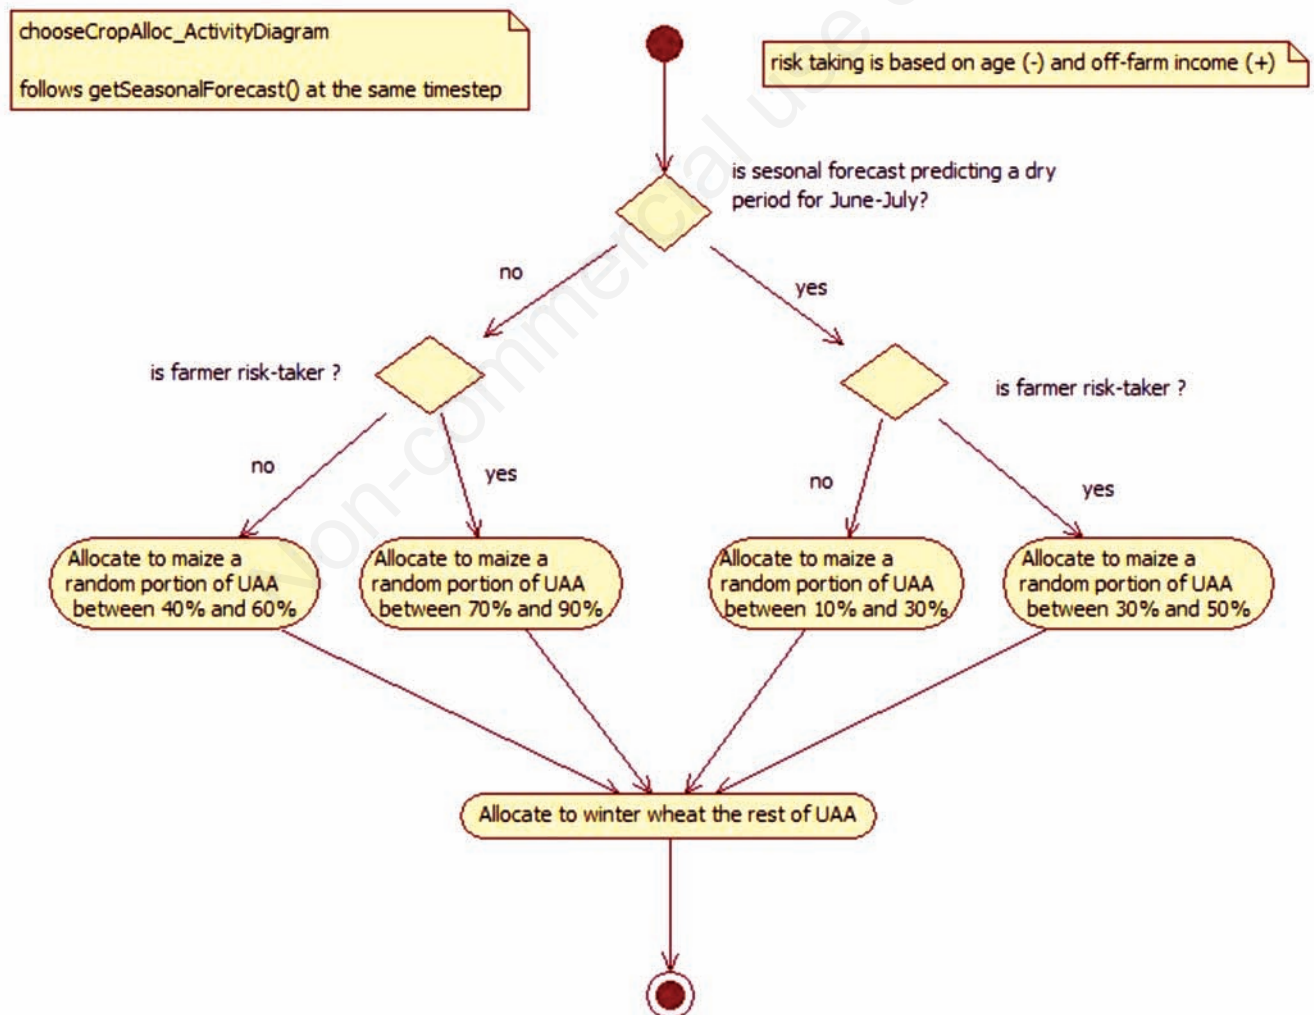 chooseCropAlloc_ActivityDiagram
follows getSeasonalForecast() at the same timestep
risk taking is based on age (-) and off-farm income (+)
is sesonal forecast predicting a dry
period for June-July?
no
yes
is farmer risk-taker ?
is farmer risk-taker ?
no
yes
no
yes
Allocate to maize a
random portion of UAA
between 40% and 60%
Allocate to maize a
random portion of UAA
between 70% and 90%
Allocate to maize a
random portion of UAA
between 10% and 30%
Allocate to maize a
random portion of UAA
between 30% and 50%
Allocate to winter wheat the rest of UAA
Non-commercial use